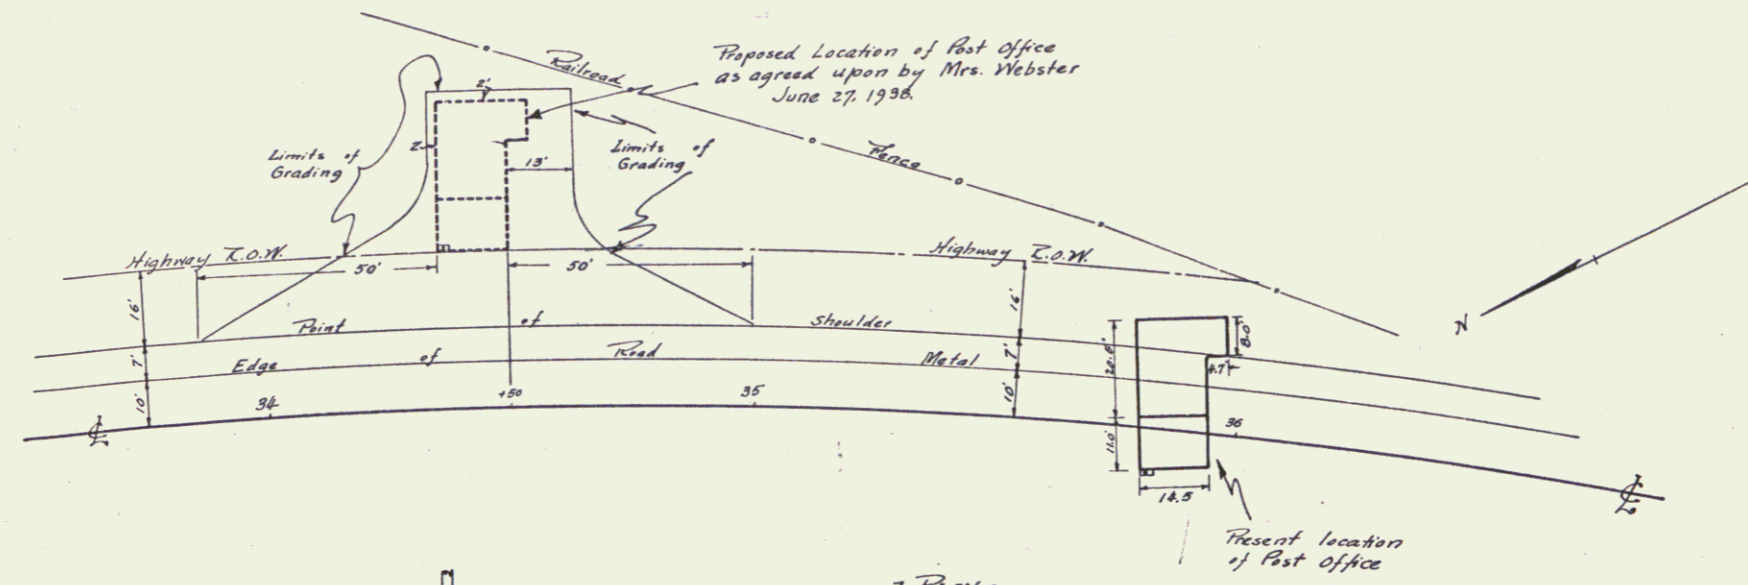 Proposed Location of Post Office
as agreed upon by Mrs. Webster
June 27, 1938.
Railroad
Fence
2'
2'
13'
Limits of
Grading
Limits of
Grading
Highway R.O.W.
Highway R.O.W.
50'
50'
16'
16'
Point of Shoulder
7'
7'
Edge of Road Metal
10'
10'
34
+50
35
36
N
20.6'
8.0'
4.7'
11.0'
14.5
Present location
of Post Office